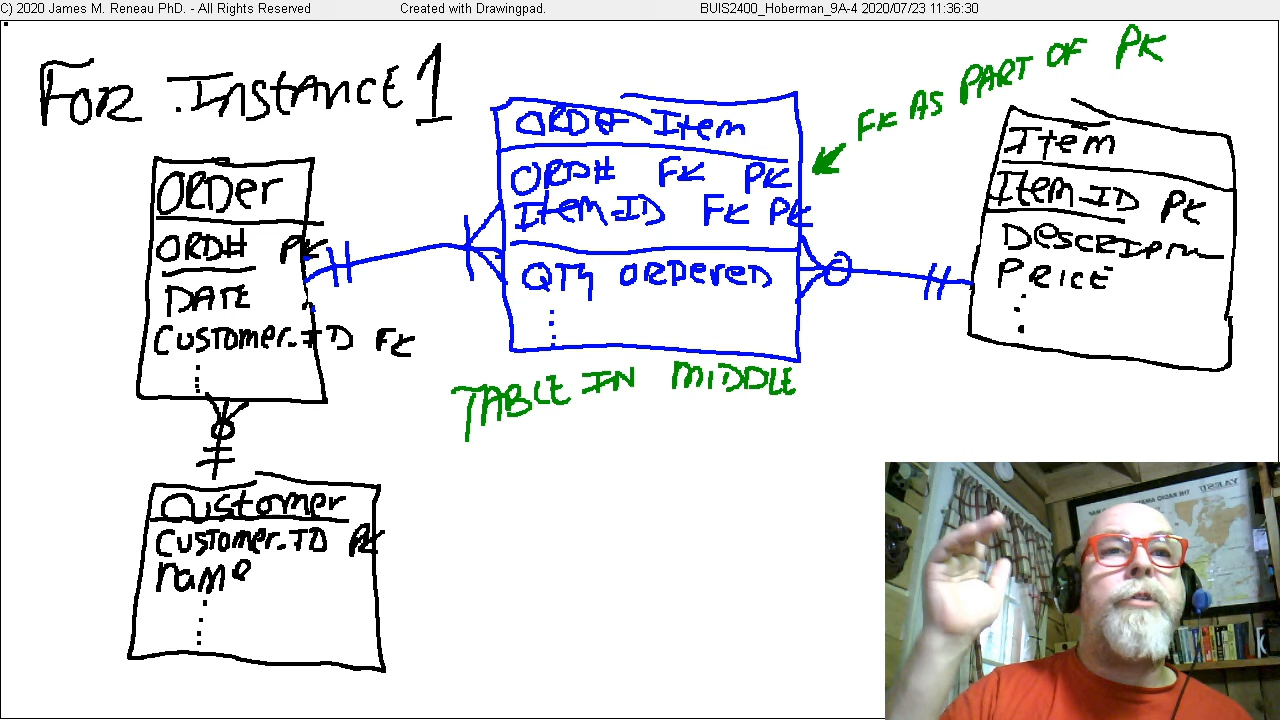 C) 2020 James M. Reneau PhD. - All Rights Reserved
Created with Drawingpad.
BUIS2400_Hoberman_9A-4 2020/07/23 11:36:30
FOR INSTANCE 1
FK AS PART OF PK
ORDER
ORD# PK
DATE
Customer-ID FK
ORD# Item
ORD# FK PK
Item-ID FK PK
QTY ORDERED
Item
Item-ID PK
PRICE
TABLE IN MIDDLE
Customer
Customer-ID PK
name
YAESU